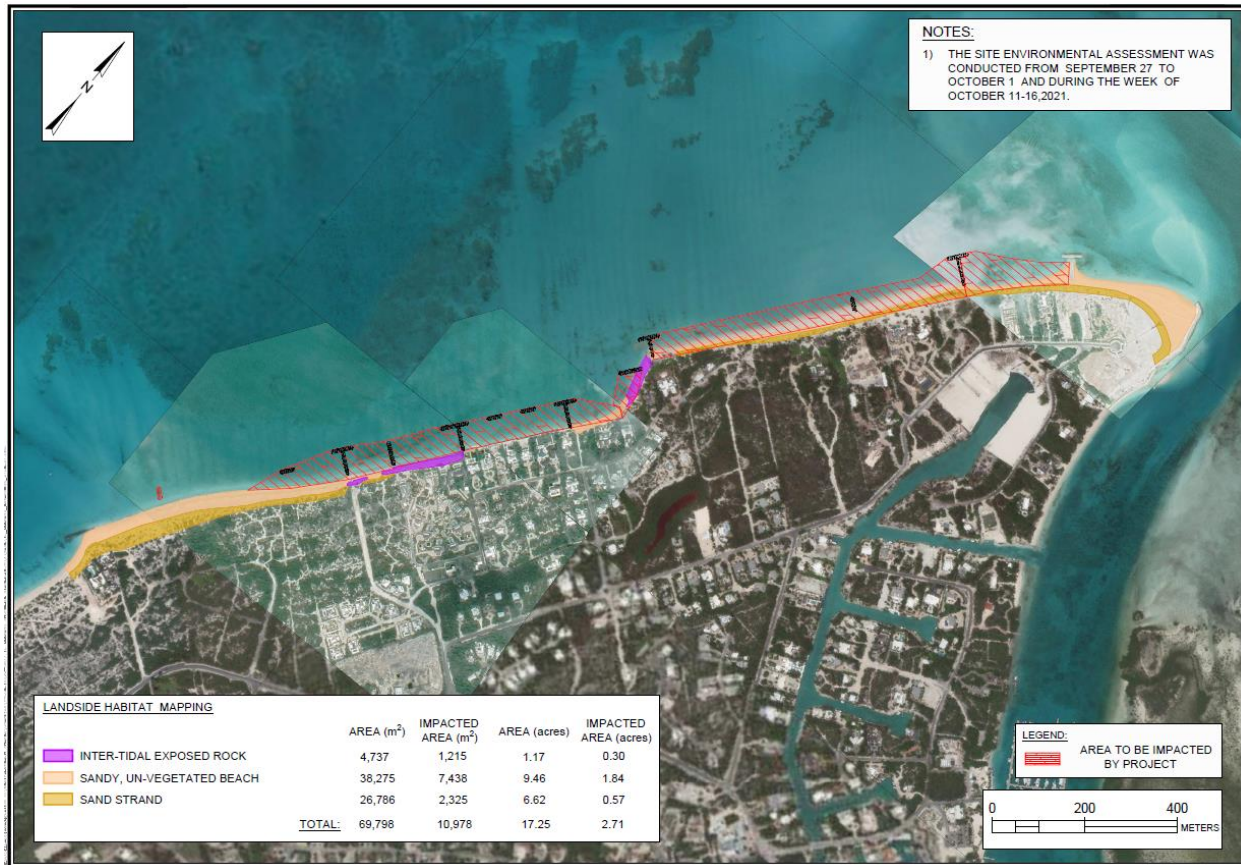 N
NOTES:
1) THE SITE ENVIRONMENTAL ASSESSMENT WAS
CONDUCTED FROM SEPTEMBER 27 TO
OCTOBER 1 AND DURING THE WEEK OF
OCTOBER 11-16,2021.
LANDSIDE HABITAT MAPPING
AREA (m²) IMPACTED AREA (m²) AREA (acres) IMPACTED AREA (acres)
INTER-TIDAL EXPOSED ROCK 4,737 1,215 1.17 0.30
SANDY, UN-VEGETATED BEACH 38,275 7,438 9.46 1.84
SAND STRAND 26,786 2,325 6.62 0.57
TOTAL: 69,798 10,978 17.25 2.71
LEGEND:
AREA TO BE IMPACTED
BY PROJECT
0 200 400
METERS